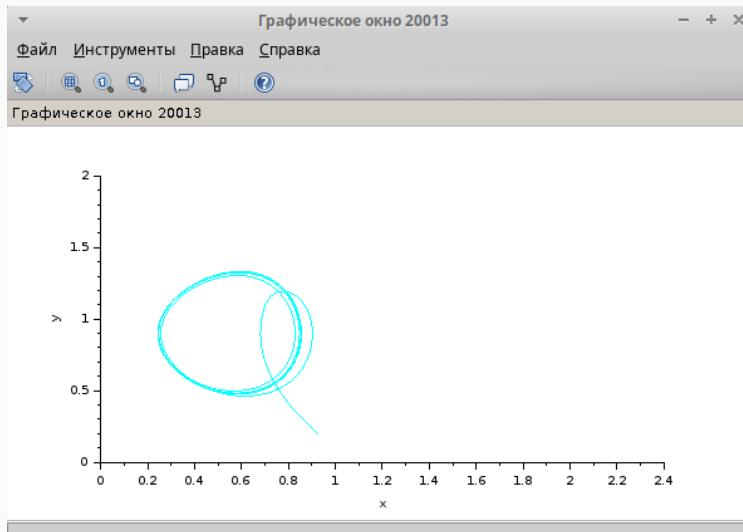 Графическое окно 20013
Файл Инструменты Правка Справка
Графическое окно 20013
2
1.5
1
0.5
0
y
0 0.2 0.4 0.6 0.8 1 1.2 1.4 1.6 1.8 2 2.2 2.4
x